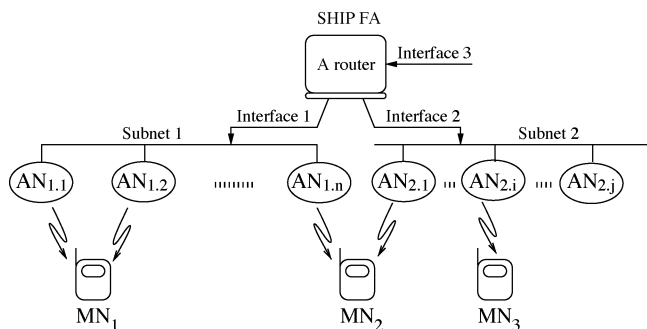 SHIP FA
A router
Interface 3
Interface 1
Interface 2
Subnet 1
Subnet 2
AN1.1
AN1.2
AN1.n
AN2.1
AN2.i
AN2.j
MN1
MN2
MN3